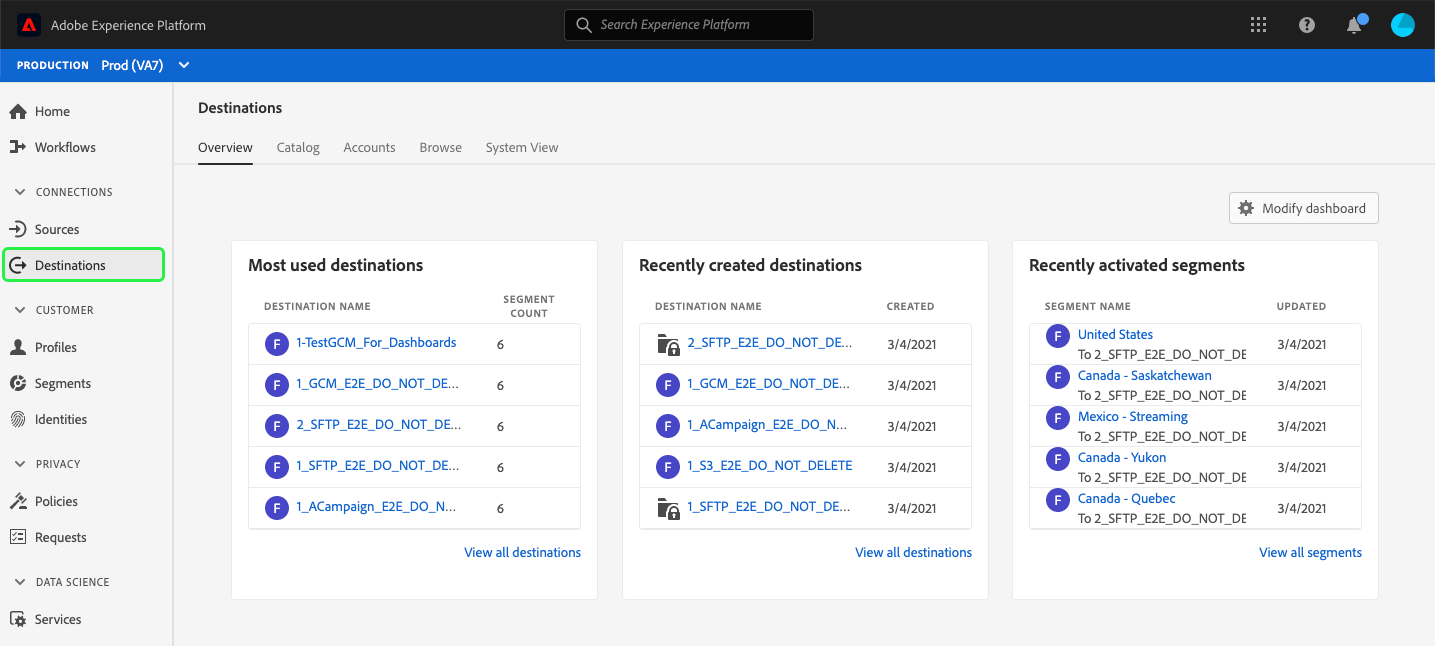 Adobe Experience Platform
Search Experience Platform
PRODUCTION Prod (VA7)
Home
Workflows
CONNECTIONS
Sources
Destinations
CUSTOMER
Profiles
Segments
Identities
PRIVACY
Policies
Requests
DATA SCIENCE
Services
Destinations
Overview Catalog Accounts Browse System View
Modify dashboard
Most used destinations
DESTINATION NAME SEGMENT
COUNT
F 1-TestGCM_For_Dashboards 6
F 1_GCM_E2E_DO_NOT_DE... 6
F 2_SFTP_E2E_DO_NOT_DE... 6
F 1_SFTP_E2E_DO_NOT_DE... 6
F 1_ACampaign_E2E_DO_N... 6
View all destinations
Recently created destinations
DESTINATION NAME CREATED
2_SFTP_E2E_DO_NOT_DE... 3/4/2021
F 1_GCM_E2E_DO_NOT_DE... 3/4/2021
F 1_ACampaign_E2E_DO_N... 3/4/2021
F 1_S3_E2E_DO_NOT_DELETE 3/4/2021
1_SFTP_E2E_DO_NOT_DE... 3/4/2021
View all destinations
Recently activated segments
SEGMENT NAME UPDATED
F United States
To 2_SFTP_E2E_DO_NOT_DE 3/4/2021
F Canada - Saskatchewan
To 2_SFTP_E2E_DO_NOT_DE 3/4/2021
F Mexico - Streaming
To 2_SFTP_E2E_DO_NOT_DE 3/4/2021
F Canada - Yukon
To 2_SFTP_E2E_DO_NOT_DE 3/4/2021
F Canada - Quebec
To 2_SFTP_E2E_DO_NOT_DE 3/4/2021
View all segments